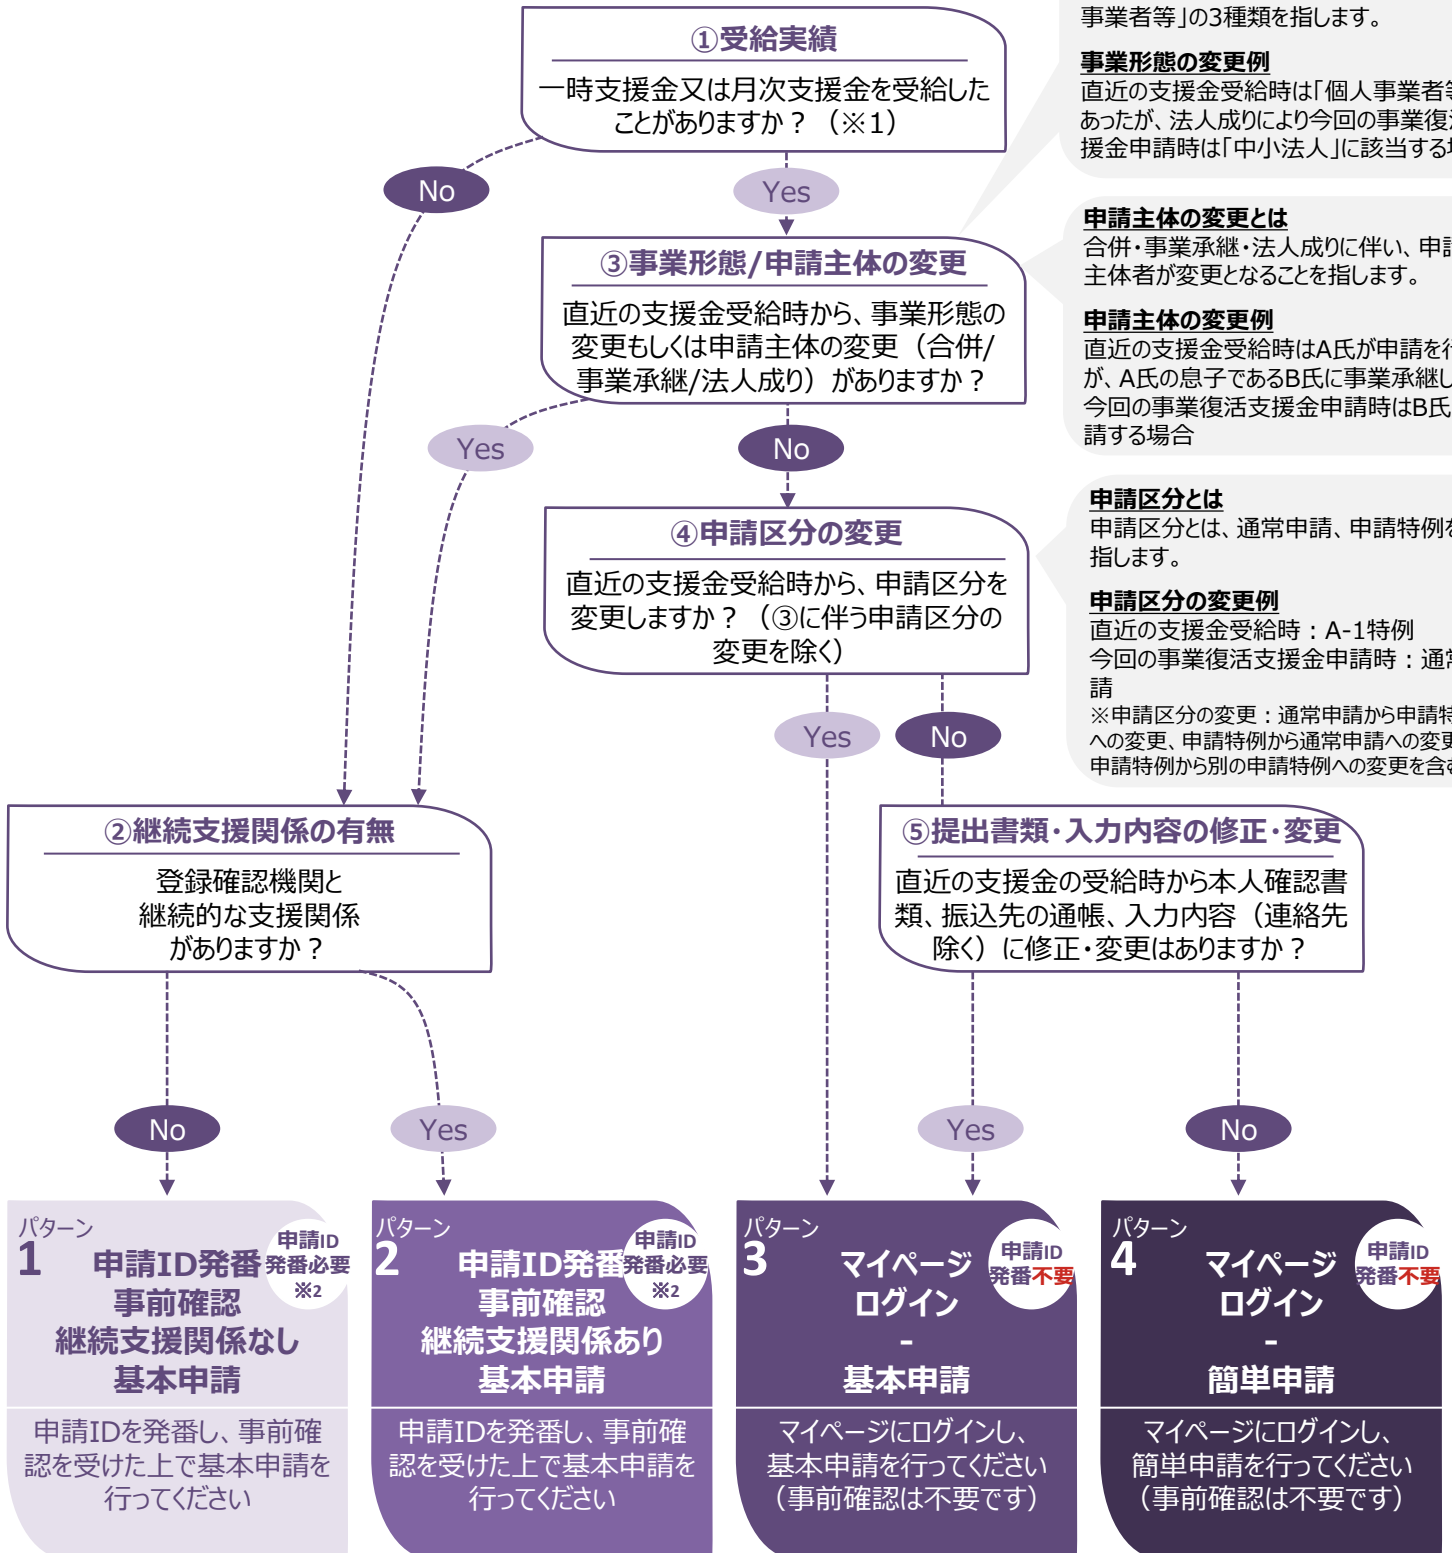 ①受給実績
一時支援金又は月次支援金を受給した
ことがありますか？（※1）
事業者等」の3種類を指します。
事業形態の変更例
直近の支援金受給時は「個人事業者等
あったが、法人成りにより今回の事業復
援金申請時は「中小法人」に該当する
No
Yes
③事業形態/申請主体の変更
直近の支援金受給時から、事業形態の
変更もしくは申請主体の変更（合併/
事業承継/法人成り）がありますか？
申請主体の変更とは
合併・事業承継・法人成りに伴い、申請
主体者が変更となることを指します。
申請主体の変更例
直近の支援金受給時はA氏が申請を行
が、A氏の息子であるB氏に事業承継し
今回の事業復活支援金申請時はB氏
請する場合
Yes
No
④申請区分の変更
直近の支援金受給時から、申請区分を
変更しますか？（③に伴う申請区分の
変更を除く）
申請区分とは
申請区分とは、通常申請、申請特例を
指します。
申請区分の変更例
直近の支援金受給時：A-1特例
今回の事業復活支援金申請時：通常
請
※申請区分の変更：通常申請から申請特
への変更、申請特例から通常申請への変更
申請特例から別の申請特例への変更を含む
Yes
No
②継続支援関係の有無
登録確認機関と
継続的な支援関係
がありますか？
⑤提出書類・入力内容の修正・変更
直近の支援金の受給時から本人確認書
類、振込先の通帳、入力内容（連絡先
除く）に修正・変更はありますか？
No
Yes
Yes
No
パターン
1
申請ID発番
事前確認
継続支援関係なし
基本申請
申請ID
発番必要
※2
申請IDを発番し、事前確
認を受けた上で基本申請を
行ってください
パターン
2
申請ID発番
事前確認
継続支援関係あり
基本申請
申請ID
発番必要
※2
申請IDを発番し、事前確
認を受けた上で基本申請を
行ってください
パターン
3
マイページ
ログイン
-
基本申請
申請ID
発番不要
マイページにログインし、
基本申請を行ってください
（事前確認は不要です）
パターン
4
マイページ
ログイン
-
簡単申請
申請ID
発番不要
マイページにログインし、
簡単申請を行ってください
（事前確認は不要です）